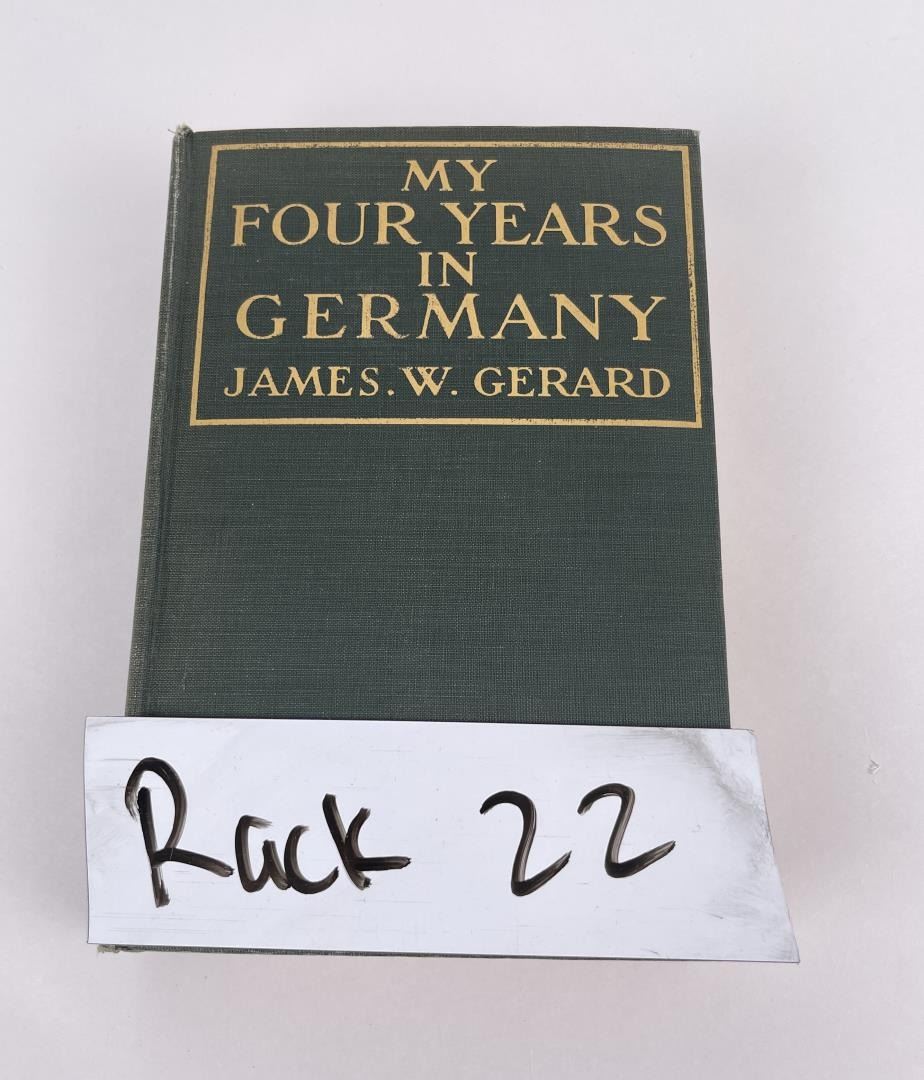 MY
FOUR YEARS
IN
GERMANY
JAMES. W. GERARD
Rack 22